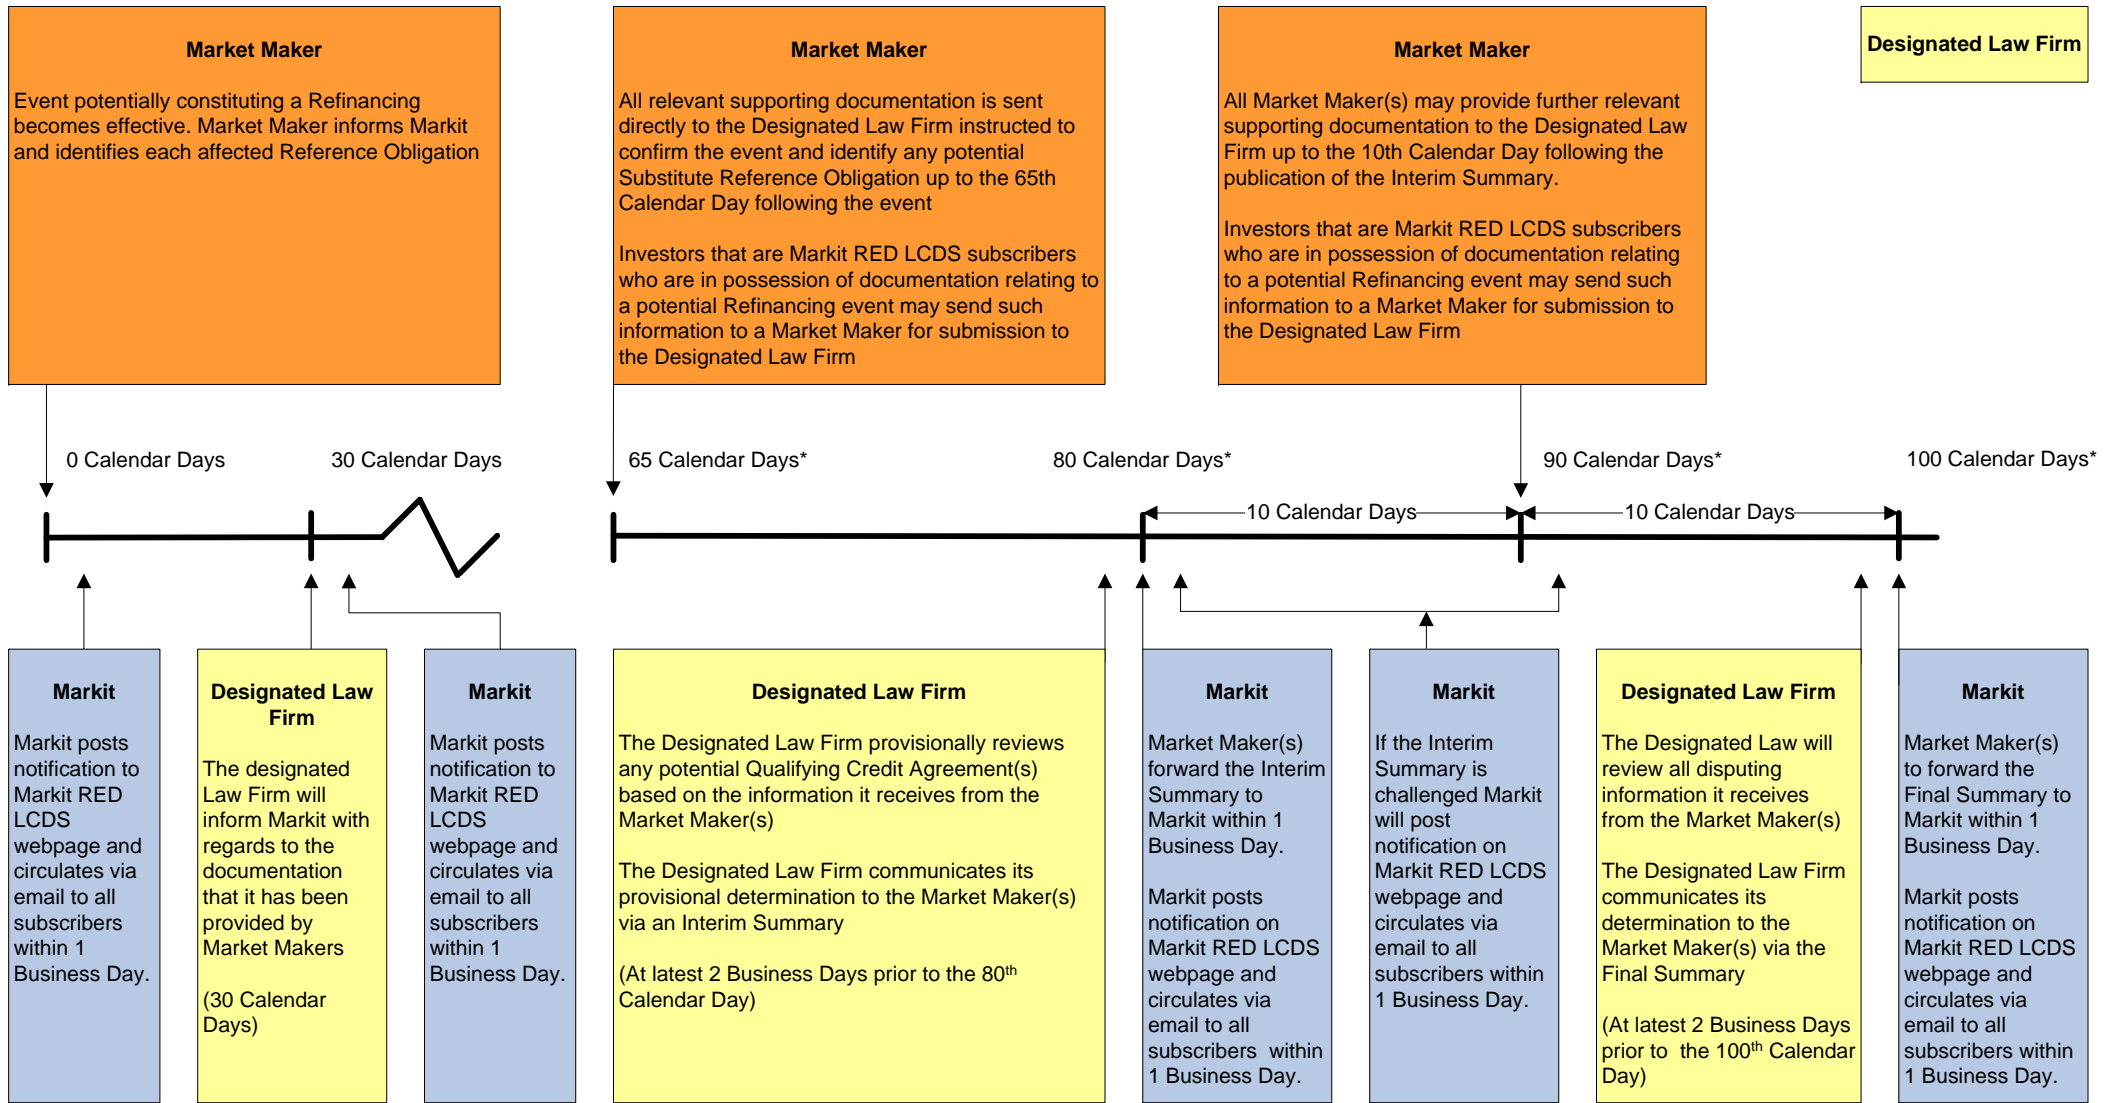 Market Maker
Event potentially constituting a Refinancing
becomes effective. Market Maker informs Markit
and identifies each affected Reference Obligation
Market Maker
All relevant supporting documentation is sent
directly to the Designated Law Firm instructed to
confirm the event and identify any potential
Substitute Reference Obligation up to the 65th
Calendar Day following the event
Investors that are Markit RED LCDS subscribers
who are in possession of documentation relating to
a potential Refinancing event may send such
information to a Market Maker for submission to
the Designated Law Firm
Market Maker
All Market Maker(s) may provide further relevant
supporting documentation to the Designated Law
Firm up to the 10th Calendar Day following the
publication of the Interim Summary.
Investors that are Markit RED LCDS subscribers
who are in possession of documentation relating
to a potential Refinancing event may send such
information to a Market Maker for submission to
the Designated Law Firm
Designated Law Firm
0 Calendar Days
30 Calendar Days
65 Calendar Days*
80 Calendar Days*
90 Calendar Days*
100 Calendar Days*
10 Calendar Days
10 Calendar Days
Markit
Markit posts
notification to
Markit RED
LCDS
webpage and
circulates via
email to all
subscribers
within 1
Business Day.
Designated Law
Firm
The designated
Law Firm will
inform Markit with
regards to the
documentation
that it has been
provided by
Market Makers
(30 Calendar
Days)
Markit
Markit posts
notification to
Markit RED
LCDS
webpage and
circulates via
email to all
subscribers
within 1
Business Day.
Designated Law Firm
The Designated Law Firm provisionally reviews
any potential Qualifying Credit Agreement(s)
based on the information it receives from the
Market Maker(s)
The Designated Law Firm communicates its
provisional determination to the Market Maker(s)
via an Interim Summary
(At latest 2 Business Days prior to the 80th
Calendar Day)
Markit
Market Maker(s)
forward the Interim
Summary to
Markit within 1
Business Day.
Markit posts
notification on
Markit RED LCDS
webpage and
circulates via
email to all
subscribers within
1 Business Day.
Markit
If the Interim
Summary is
challenged Markit
will post
notification on
Markit RED LCDS
webpage and
circulates via
email to all
subscribers within
1 Business Day.
Designated Law Firm
The Designated Law will
review all disputing
information it receives
from the Market Maker(s)
The Designated Law Firm
communicates its
determination to the
Market Maker(s) via the
Final Summary
(At latest 2 Business Days
prior to the 100th Calendar
Day)
Markit
Market Maker(s)
to forward the
Final Summary to
Markit within 1
Business Day.
Markit posts
notification on
Markit RED LCDS
webpage and
circulates via
email to all
subscribers within
1 Business Day.